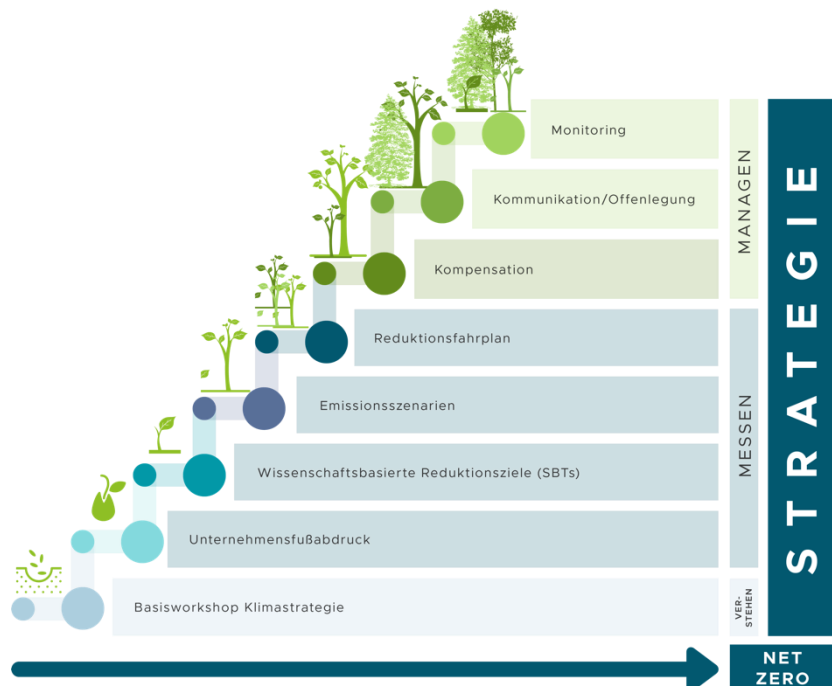 Monitoring
Kommunikation/Offenlegung
Kompensation
MANAGEN
Reduktionsfahrplan
Emissionsszenarien
Wissenschaftsbasierte Reduktionsziele (SBTs)
Unternehmensfußabdruck
MESSEN
Basisworkshop Klimastrategie
VER-
STEHEN
STRATEGIE
NET
ZERO